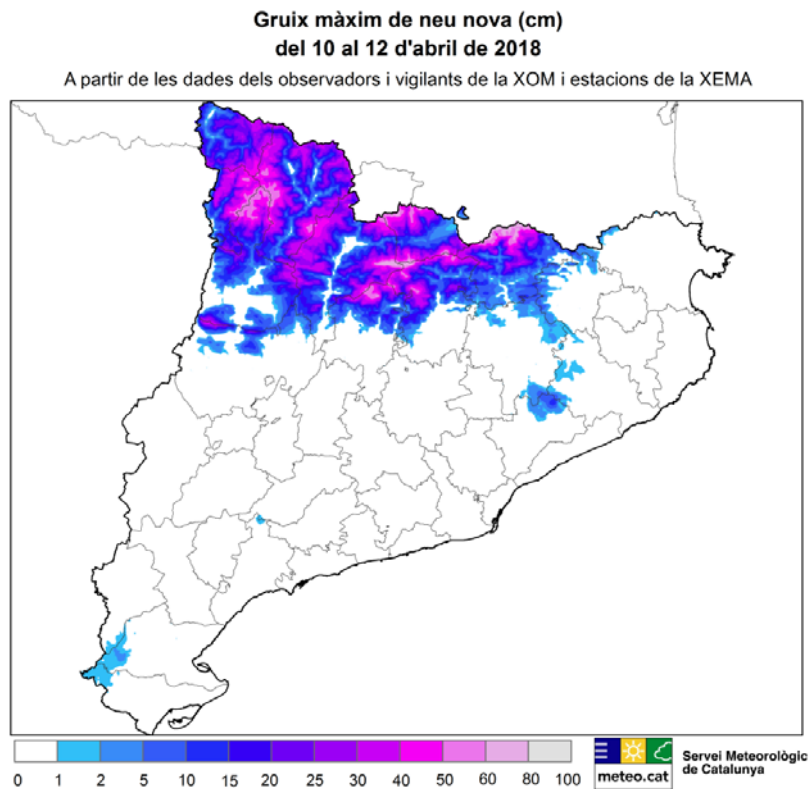 Gruix màxim de neu nova (cm)
del 10 al 12 d'abril de 2018
A partir de les dades dels observadors i vigilants de la XOM i estacions de la XEMA
0 1 2 5 10 15 20 25 30 40 50 60 80 100
meteo.cat
Servei Meteorològic
de Catalunya